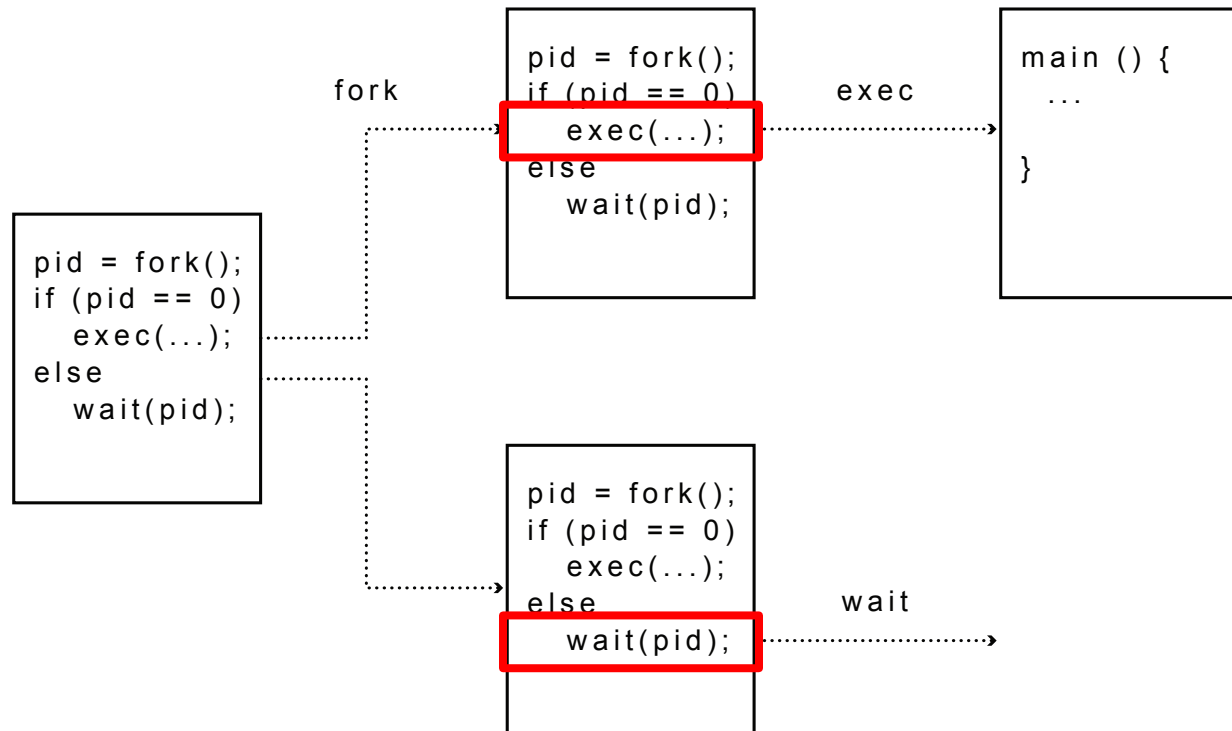 pid = fork();
if (pid == 0)
exec(...);
else
wait(pid);
fork
pid = fork();
if (pid == 0)
exec(...);
else
wait(pid);
exec
main () {
...
}
pid = fork();
if (pid == 0)
exec(...);
else
wait(pid);
wait